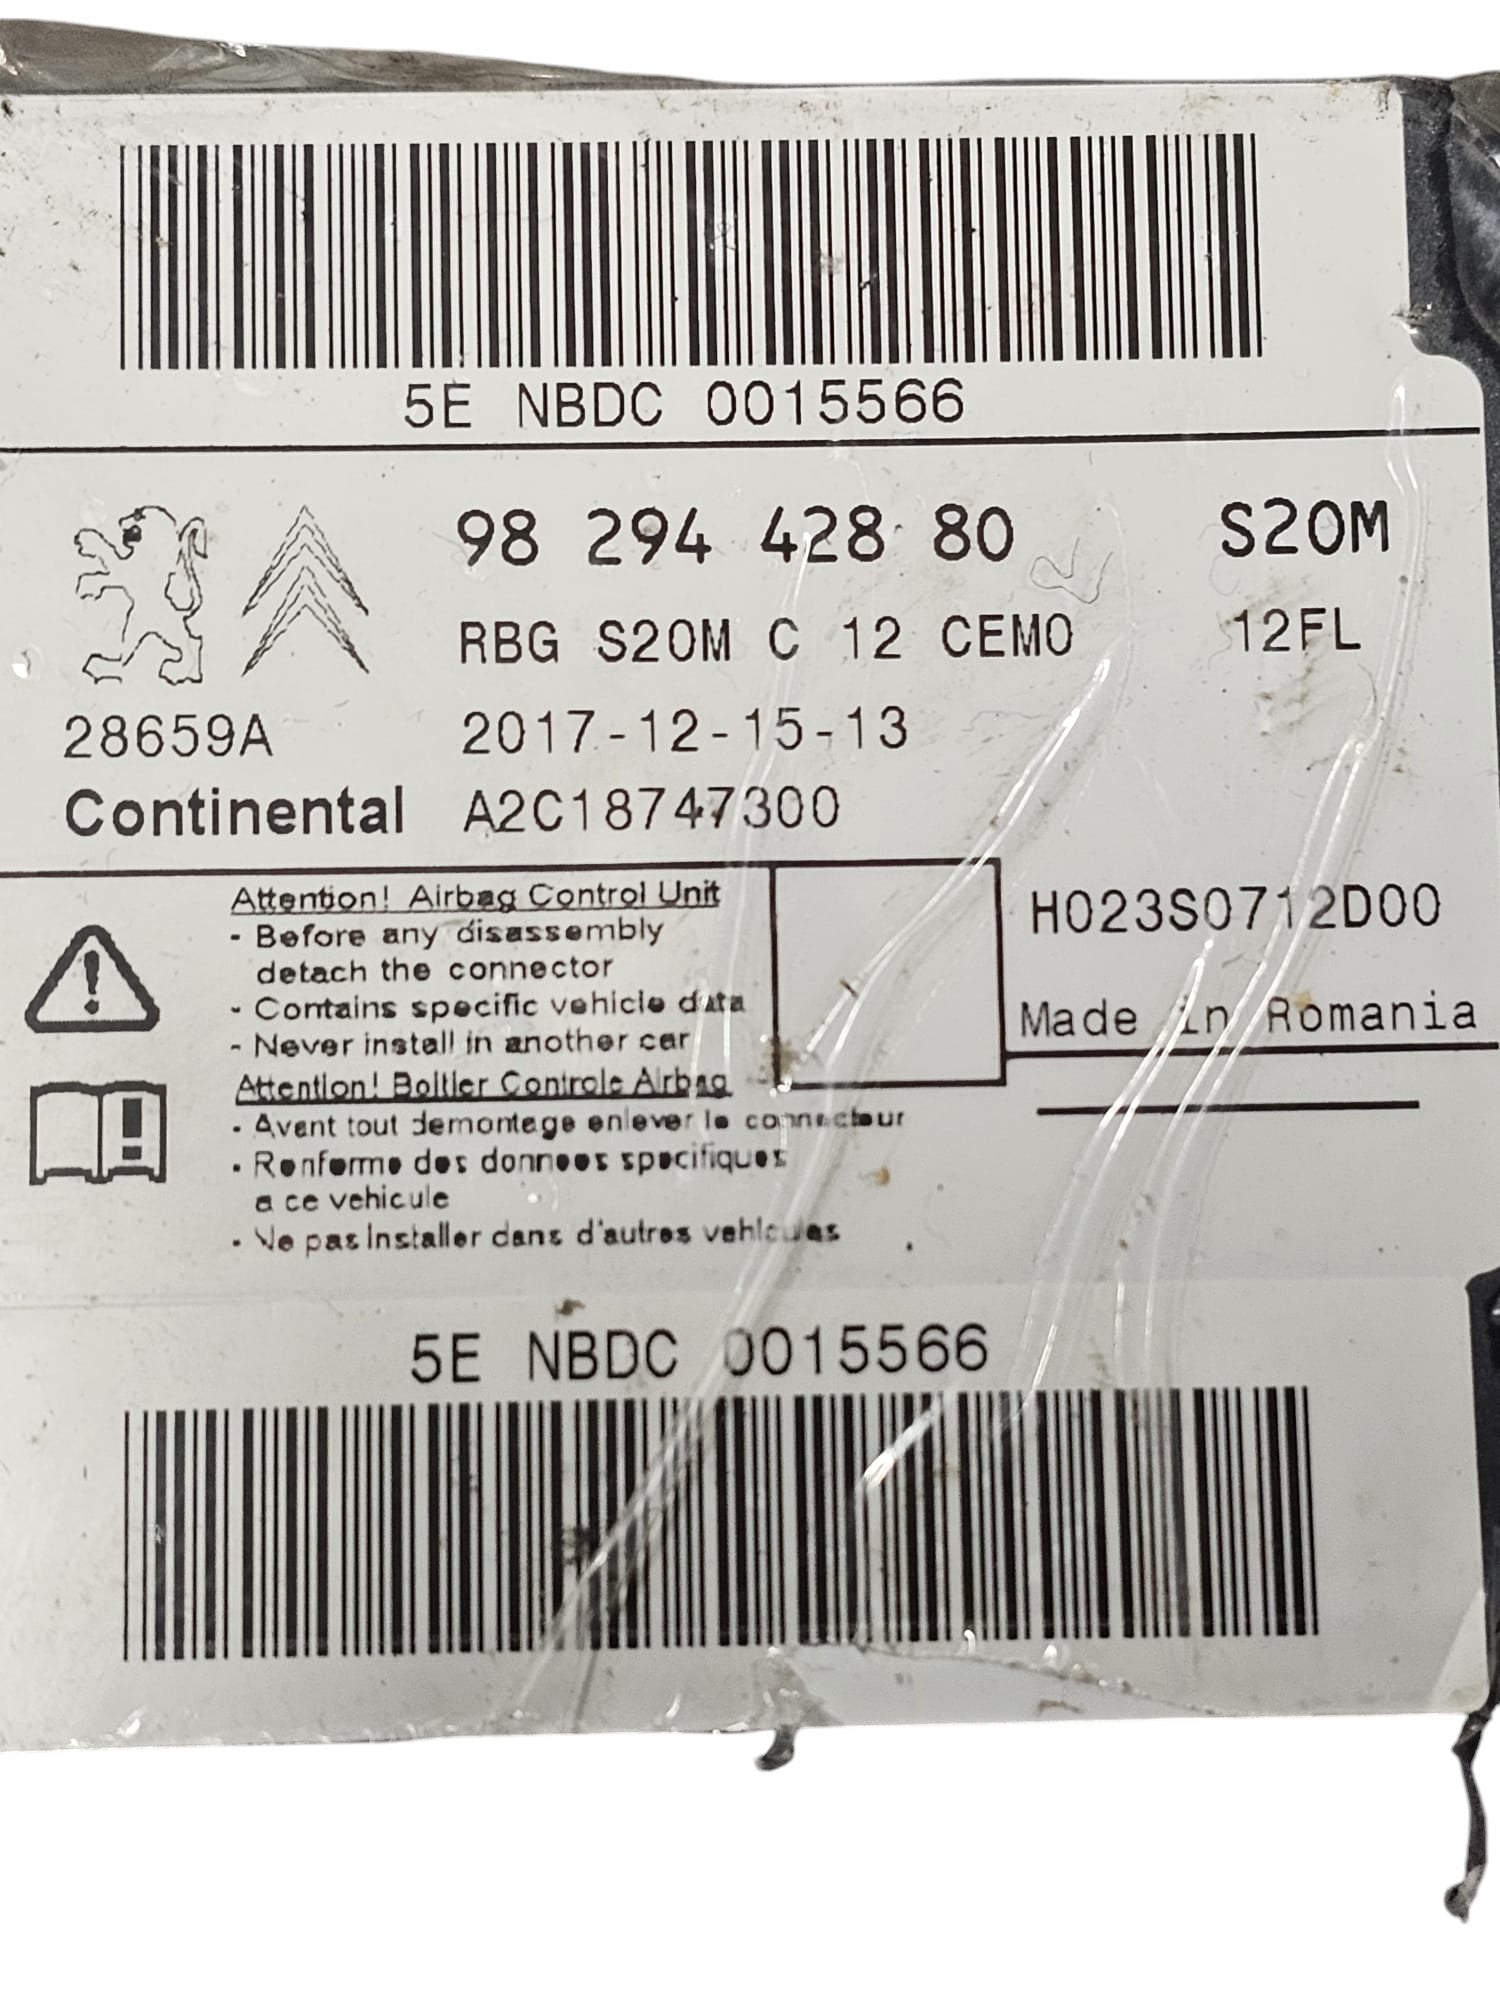 5E NBDC 0015566
98 294 428 80 S20M
RBG S20M C 12 CEMO 12FL
28659A 2017-12-15-13
Continental A2C18747300
Attention! Airbag Control Unit
- Before any disassembly
detach the connector
- Contains specific vehicle data
- Never install in another car
H023S0712D00
Made in Romania
Attention! Boitier Controle Airbag
- Avant tout demontage enlever le connecteur
- Renferme des donnees specifiques
a ce vehicule
- Ne pas installer dans d'autres vehicules
5E NBDC 0015566